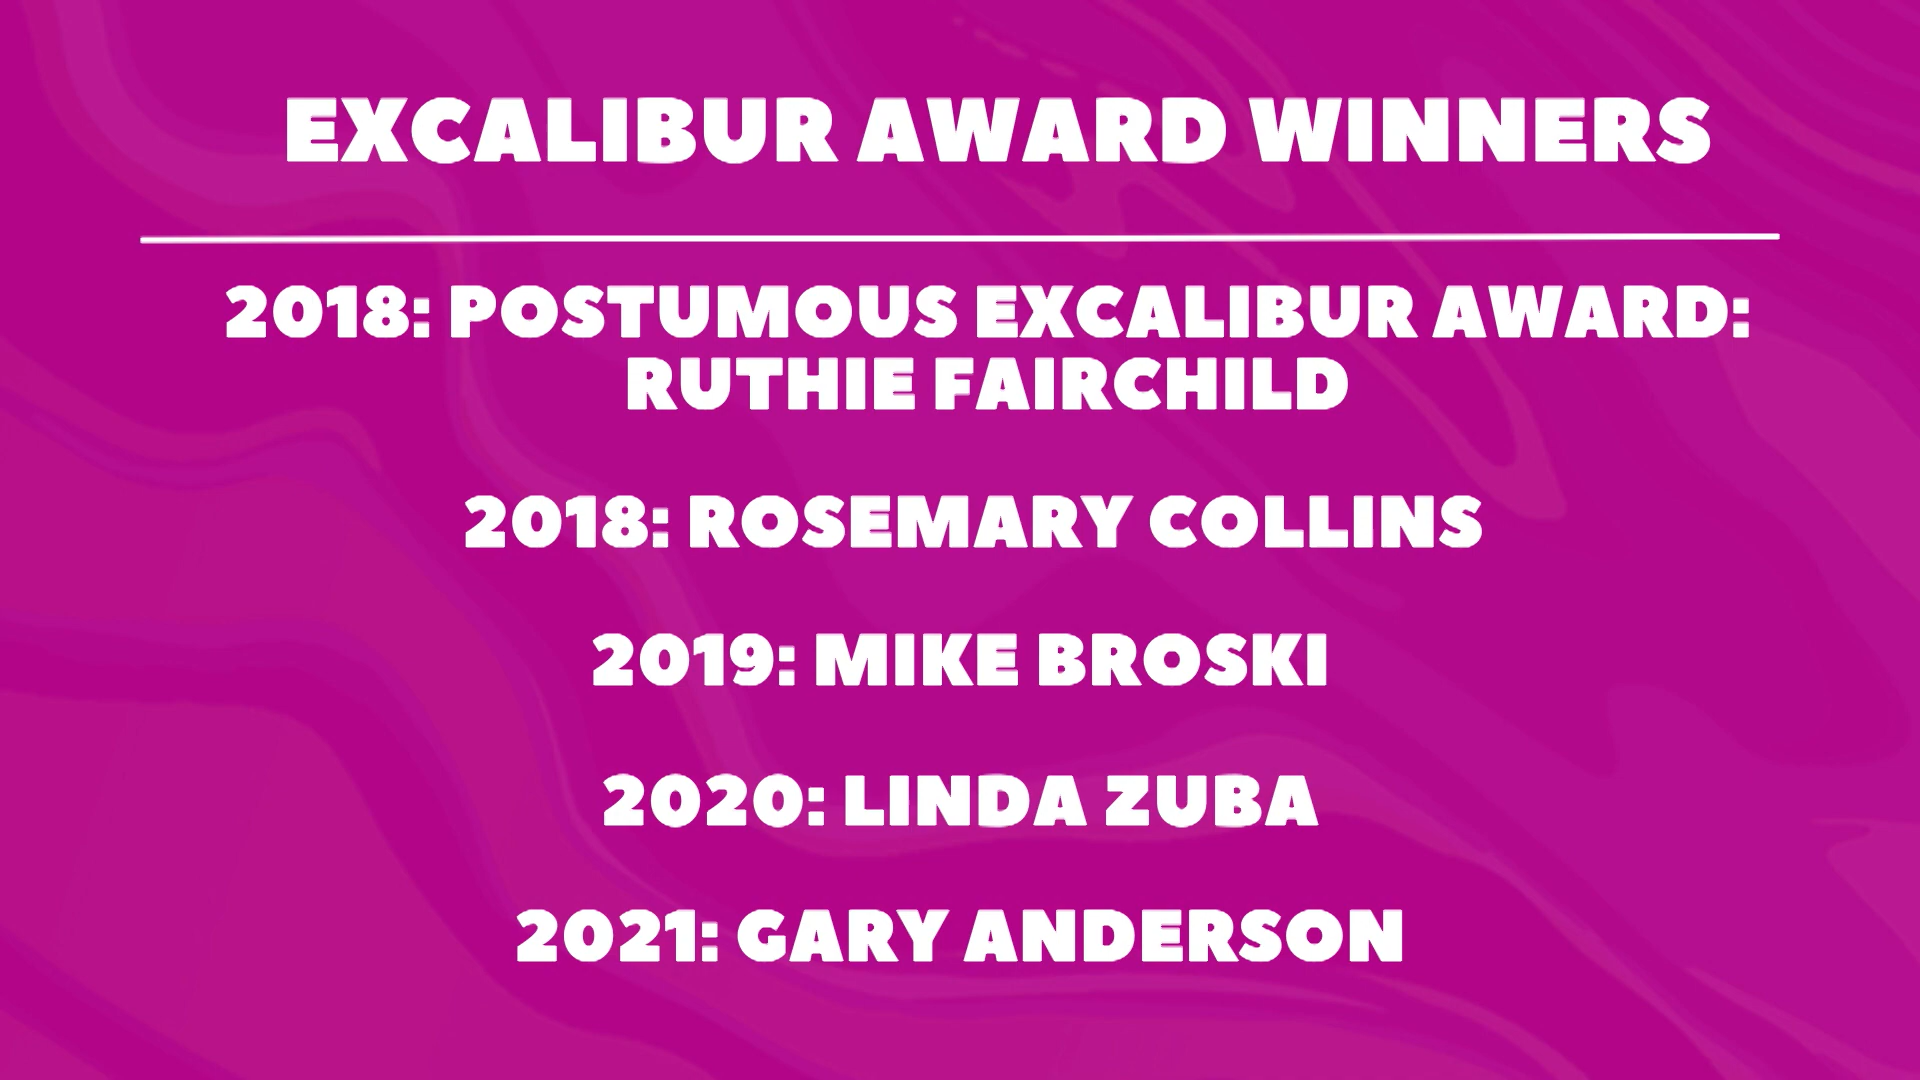 EXCALIBUR AWARD WINNERS
2018: POSTUMOUS EXCALIBUR AWARD:
RUTHIE FAIRCHILD
2018: ROSEMARY COLLINS
2019: MIKE BROSKI
2020: LINDA ZUBA
2021: GARY ANDERSON